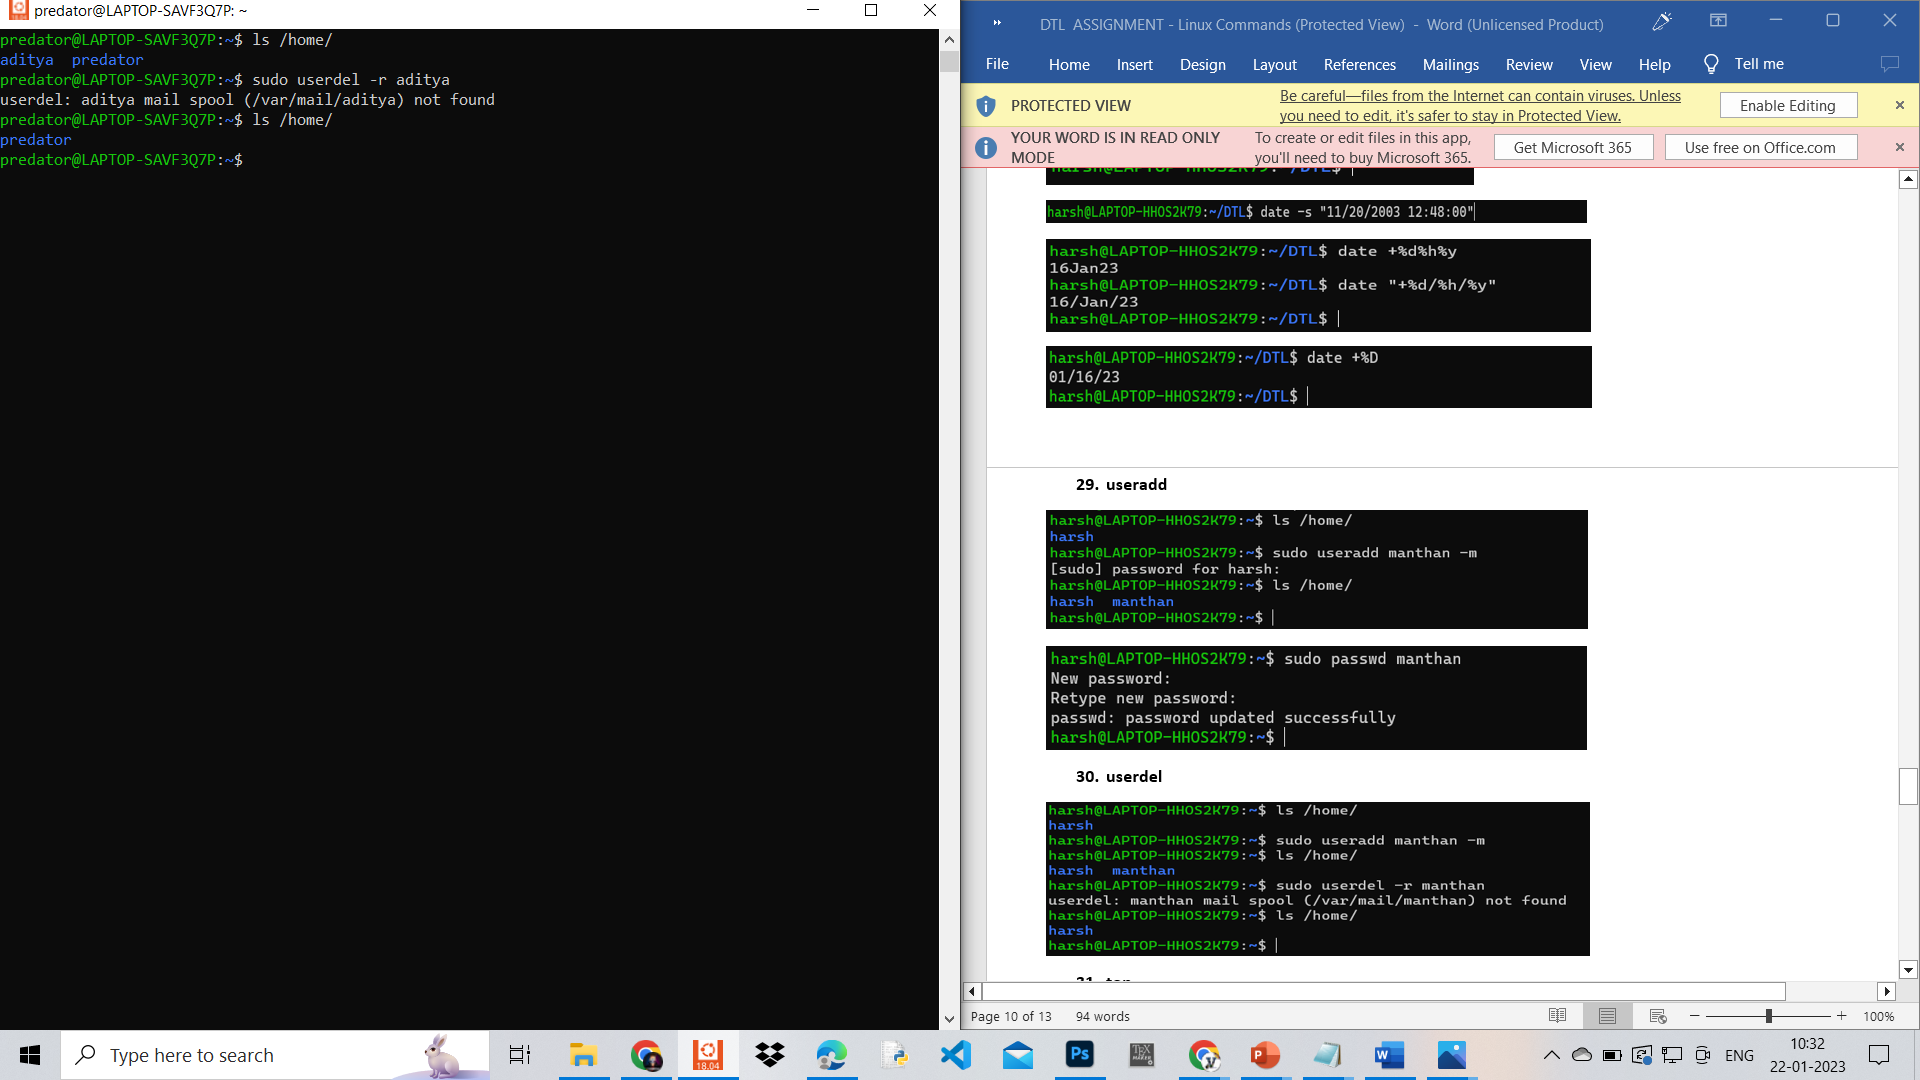 predator@LAPTOP-SAVF3Q7P: ~
predator@LAPTOP-SAVF3Q7P:~$ ls /home/
aditya  predator
predator@LAPTOP-SAVF3Q7P:~$ sudo userdel -r aditya
userdel: aditya mail spool (/var/mail/aditya) not found
predator@LAPTOP-SAVF3Q7P:~$ ls /home/
predator
predator@LAPTOP-SAVF3Q7P:~$
DTL ASSIGNMENT - Linux Commands (Protected View) - Word (Unlicensed Product)
File Home Insert Design Layout References Mailings Review View Help Tell me
PROTECTED VIEW
Be careful—files from the Internet can contain viruses. Unless
you need to edit, it's safer to stay in Protected View.
Enable Editing
YOUR WORD IS IN READ ONLY
MODE
To create or edit files in this app,
you'll need to buy Microsoft 365.
Get Microsoft 365
Use free on Office.com
harsh@LAPTOP-HHOS2K79:~/DTL$
harsh@LAPTOP-HHOS2K79:~/DTL$ date -s "11/20/2003 12:48:00"
harsh@LAPTOP-HHOS2K79:~/DTL$ date +%d%h%y
16Jan23
harsh@LAPTOP-HHOS2K79:~/DTL$ date "+%d/%h/%y"
16/Jan/23
harsh@LAPTOP-HHOS2K79:~/DTL$
harsh@LAPTOP-HHOS2K79:~/DTL$ date +%D
01/16/23
harsh@LAPTOP-HHOS2K79:~/DTL$
29. useradd
harsh@LAPTOP-HHOS2K79:~$ ls /home/
harsh
harsh@LAPTOP-HHOS2K79:~$ sudo useradd manthan -m
[sudo] password for harsh:
harsh@LAPTOP-HHOS2K79:~$ ls /home/
harsh  manthan
harsh@LAPTOP-HHOS2K79:~$
harsh@LAPTOP-HHOS2K79:~$ sudo passwd manthan
New password:
Retype new password:
passwd: password updated successfully
harsh@LAPTOP-HHOS2K79:~$
30. userdel
harsh@LAPTOP-HHOS2K79:~$ ls /home/
harsh
harsh@LAPTOP-HHOS2K79:~$ sudo useradd manthan -m
harsh@LAPTOP-HHOS2K79:~$ ls /home/
harsh  manthan
harsh@LAPTOP-HHOS2K79:~$ sudo userdel -r manthan
userdel: manthan mail spool (/var/mail/manthan) not found
harsh@LAPTOP-HHOS2K79:~$ ls /home/
harsh
harsh@LAPTOP-HHOS2K79:~$
Page 10 of 13 94 words
100%
Type here to search
18.04
Ps
ENG
10:32
22-01-2023